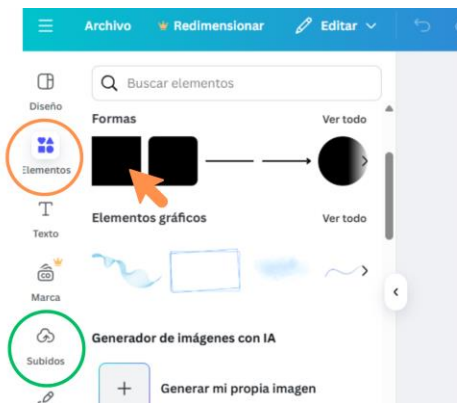 Archivo
Redimensionar
Editar
Diseño
Elementos
Texto
Marca
Subidos
Buscar elementos
Formas Ver todo
Elementos gráficos Ver todo
Generador de imágenes con IA
Generar mi propia imagen